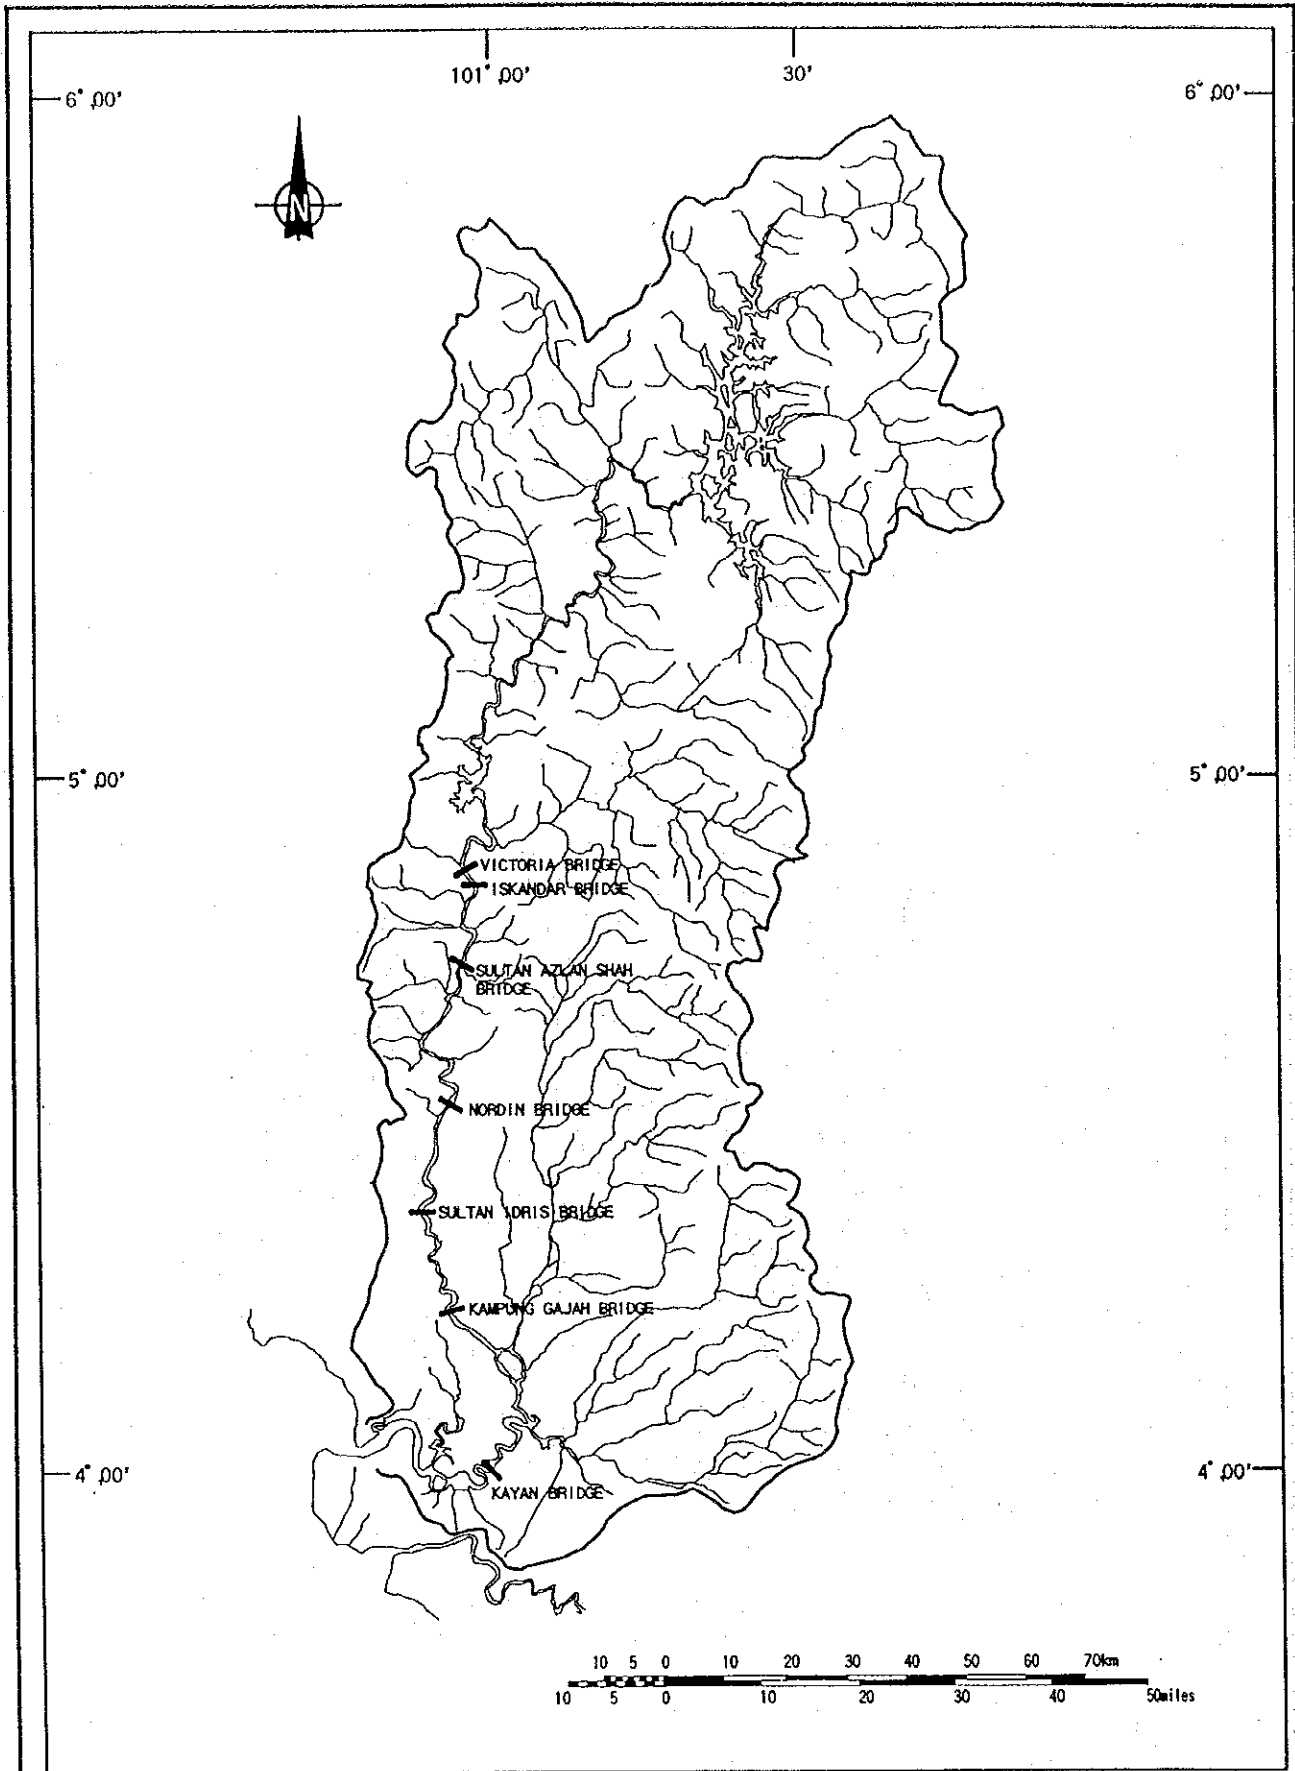 101° 00'
30'
6° 00'
6° 00'
N
5° 00'
5° 00'
VICTORIA BRIDGE
ISKANDAR BRIDGE
SULTAN AZLAN SHAH
BRIDGE
NORDIN BRIDGE
SULTAN IDRIS BRIDGE
KAMPUNG GAJAH BRIDGE
4° 00'
4° 00'
KAYAN BRIDGE
10 5 0 10 20 30 40 50 60 70km
10 5 0 10 20 30 40 50miles